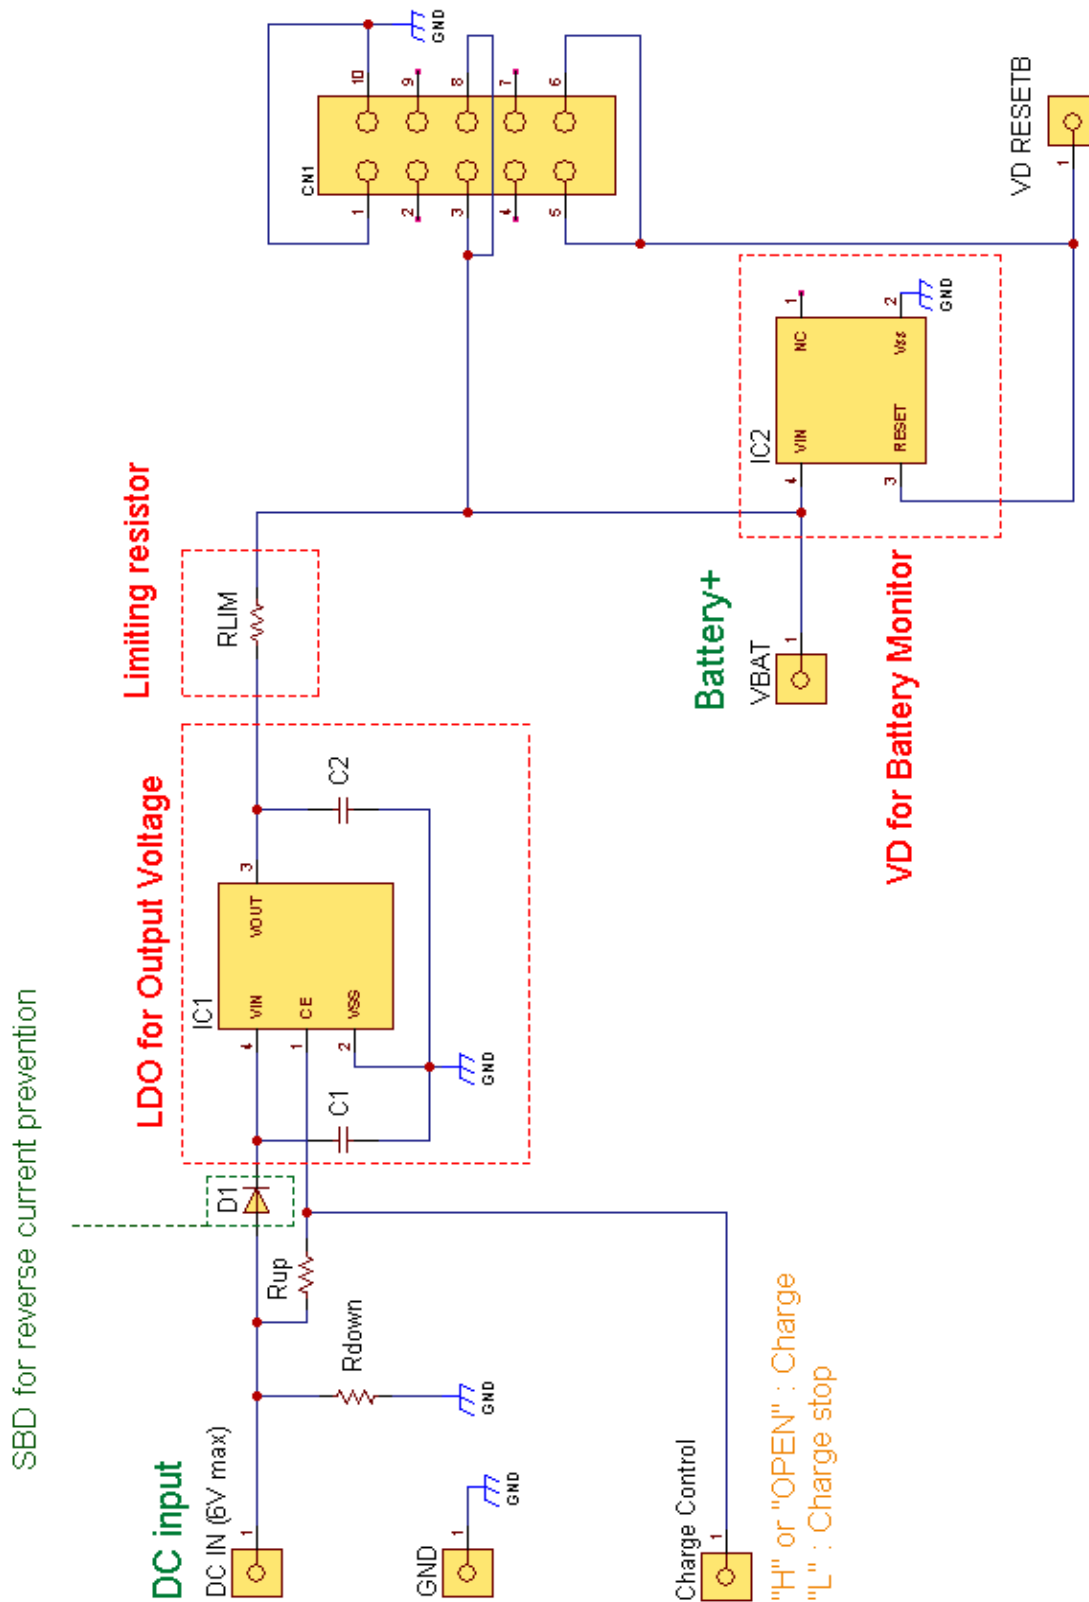 SBD for reverse current prevention
DC input
DC IN (6V max)
1
GND
1
GND
Charge Control
1
"H" or "OPEN" : Charge
"L" : Charge stop
Rdown
GND
Rup
D1
LDO for Output Voltage
IC1
4
VIN
1
CE
2
VSS
VOUT
3
C1
C2
GND
Limiting resistor
RLIM
Battery+
VBAT
1
VD for Battery Monitor
IC2
4
VIN
3
RESET
NC
1
Vss
2
GND
CN1
1
2
3
4
5
10
9
8
7
6
GND
VD RESETB
1